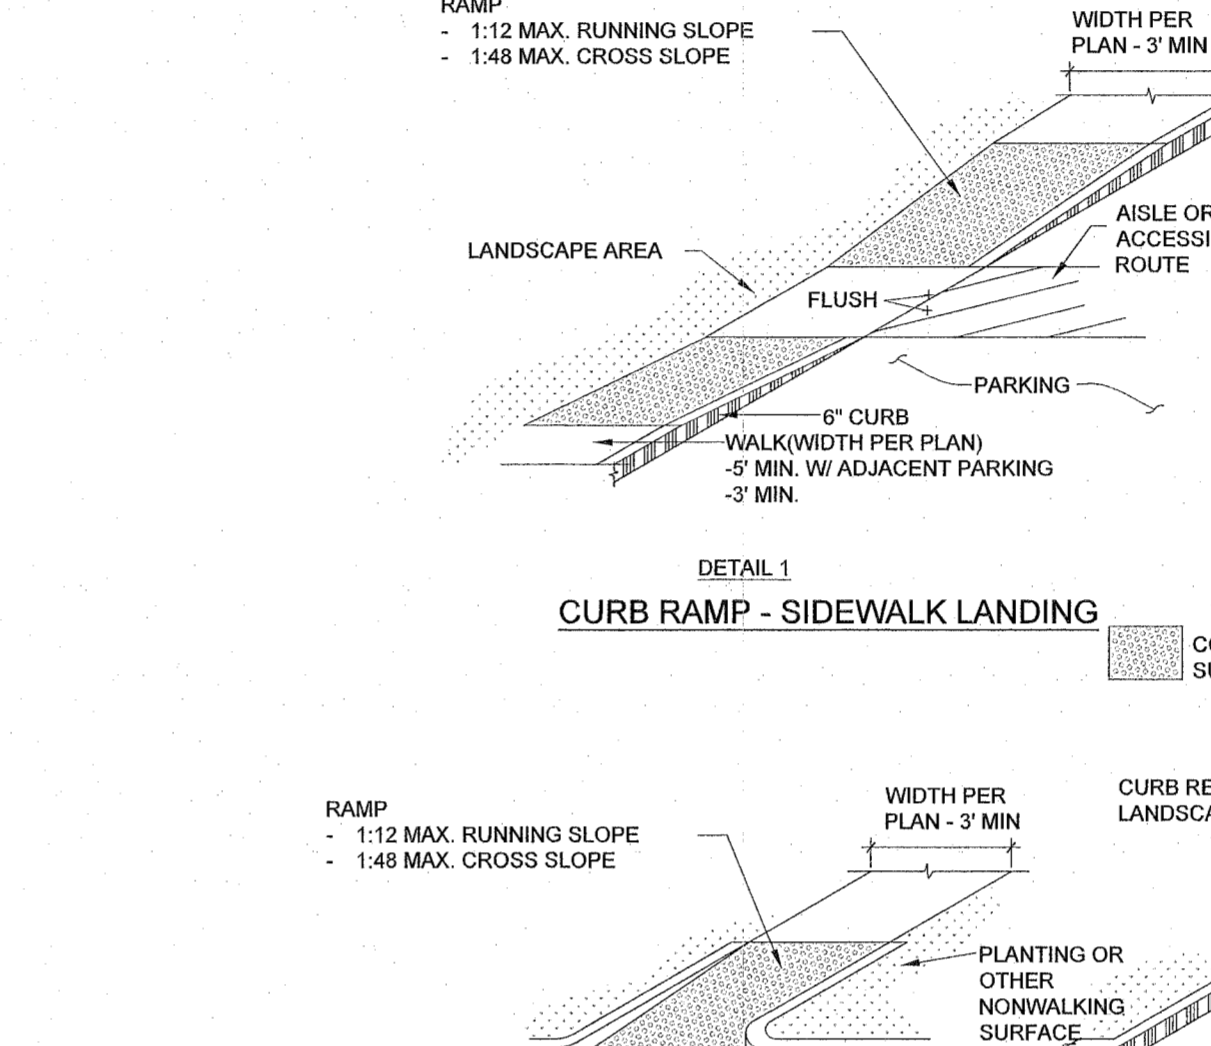 RAMP
- 1:12 MAX. RUNNING SLOPE
- 1:48 MAX. CROSS SLOPE
WIDTH PER
PLAN - 3' MIN
AISLE OR
ACCESSI
ROUTE
LANDSCAPE AREA
FLUSH
PARKING
6" CURB
WALK(WIDTH PER PLAN)
-5' MIN. W/ ADJACENT PARKING
-3' MIN.
DETAIL 1
CURB RAMP - SIDEWALK LANDING
RAMP
- 1:12 MAX. RUNNING SLOPE
- 1:48 MAX. CROSS SLOPE
WIDTH PER
PLAN - 3' MIN
CURB RE
LANDSCA
PLANTING OR
OTHER
NONWALKING
SURFACE